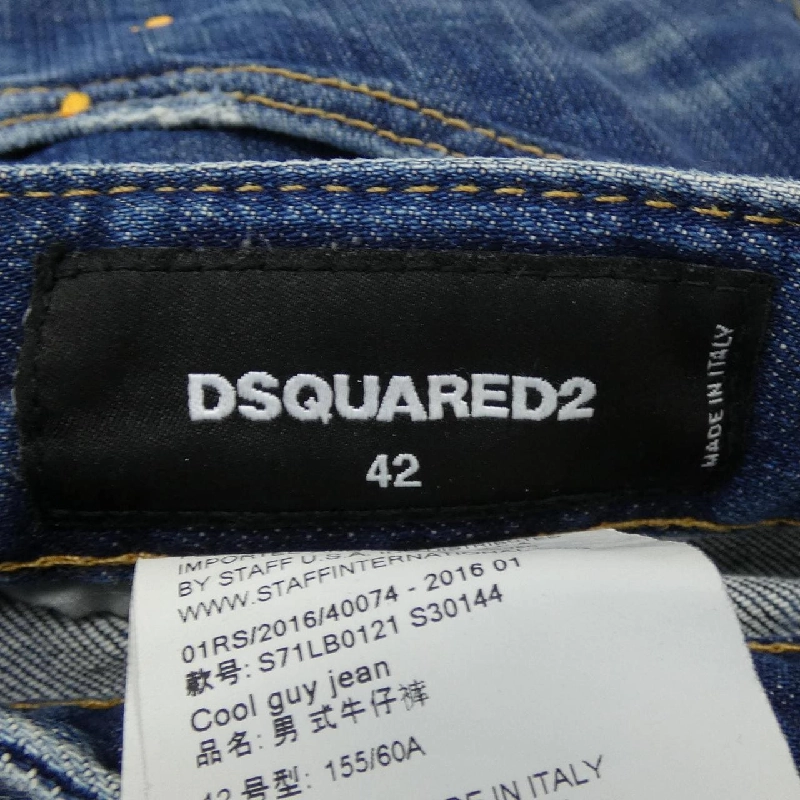 DSQUARED2
42
MADE IN ITALY
BY STAFF U.S.A.
WWW.STAFFINTERNATIONAL
01RS/2016/40074 - 2016 01
款号: S71LB0121 S30144
Cool guy jean
品名: 男 式牛仔裤
42 号型: 155/60A
IN ITALY